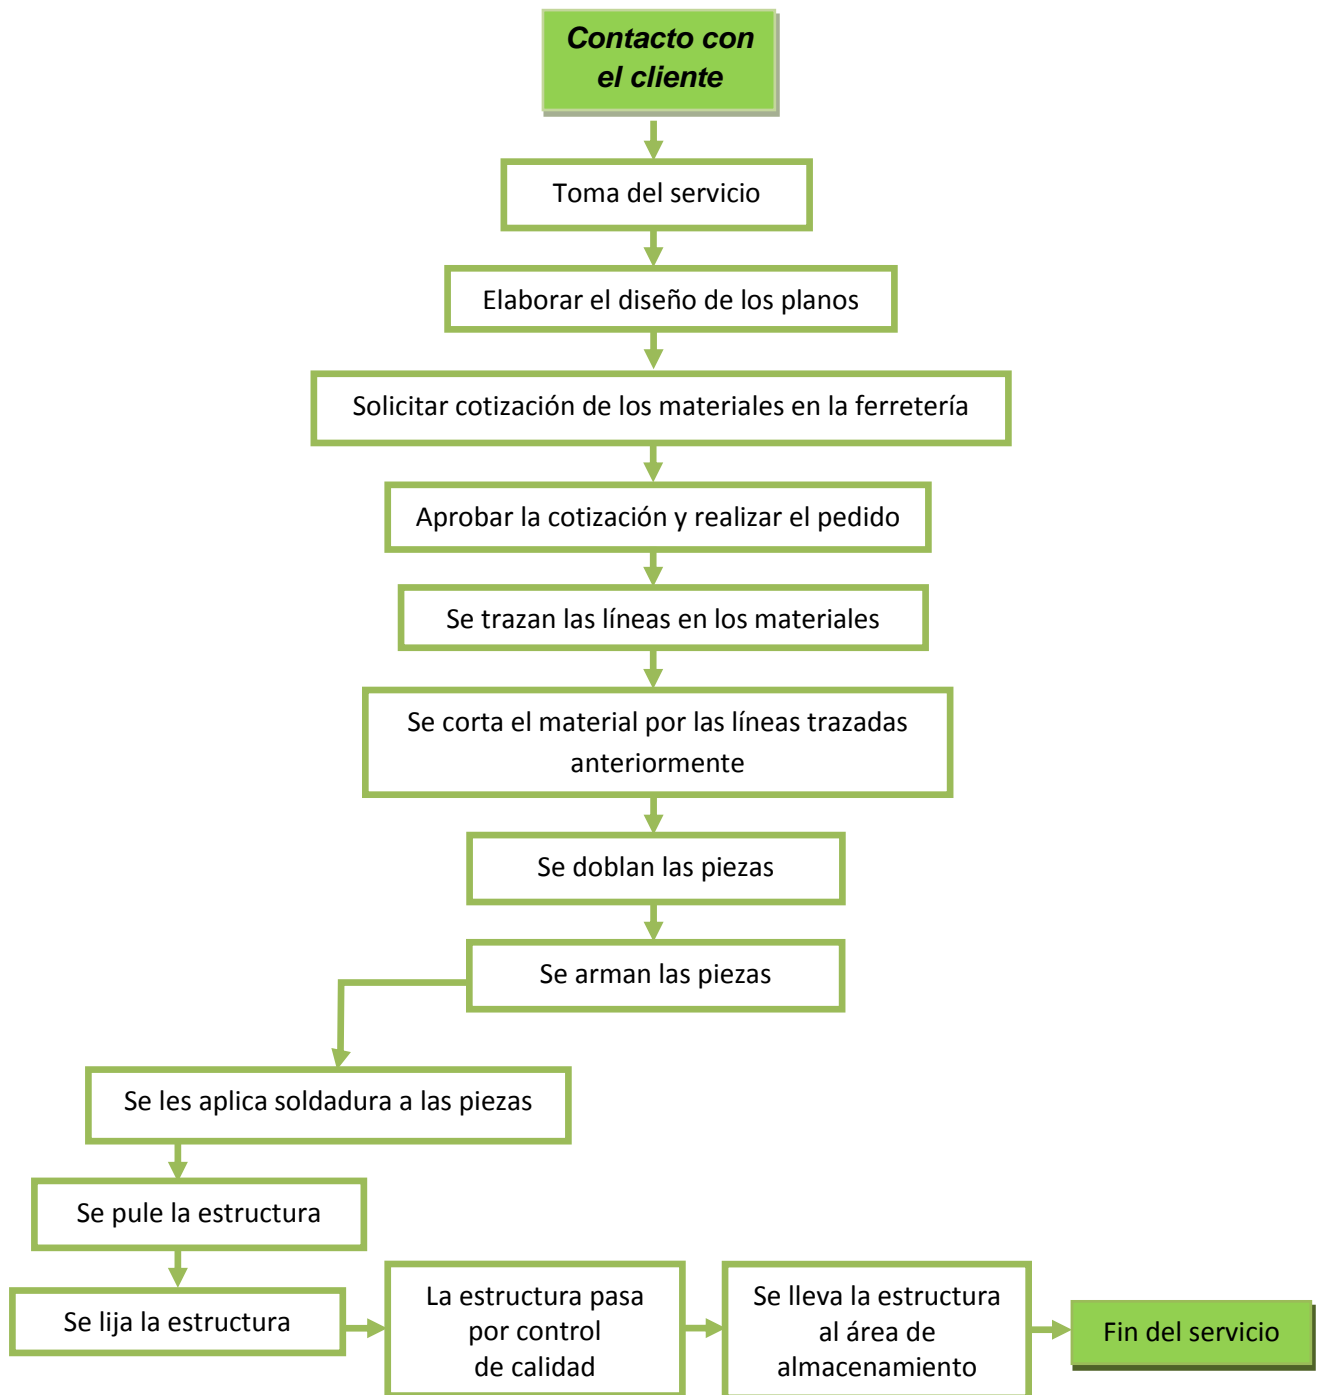 Contacto con
el cliente
Toma del servicio
Elaborar el diseño de los planos
Solicitar cotización de los materiales en la ferretería
Aprobar la cotización y realizar el pedido
Se trazan las líneas en los materiales
Se corta el material por las líneas trazadas
anteriormente
Se doblan las piezas
Se arman las piezas
Se les aplica soldadura a las piezas
Se pule la estructura
Se lija la estructura
La estructura pasa
por control
de calidad
Se lleva la estructura
al área de
almacenamiento
Fin del servicio